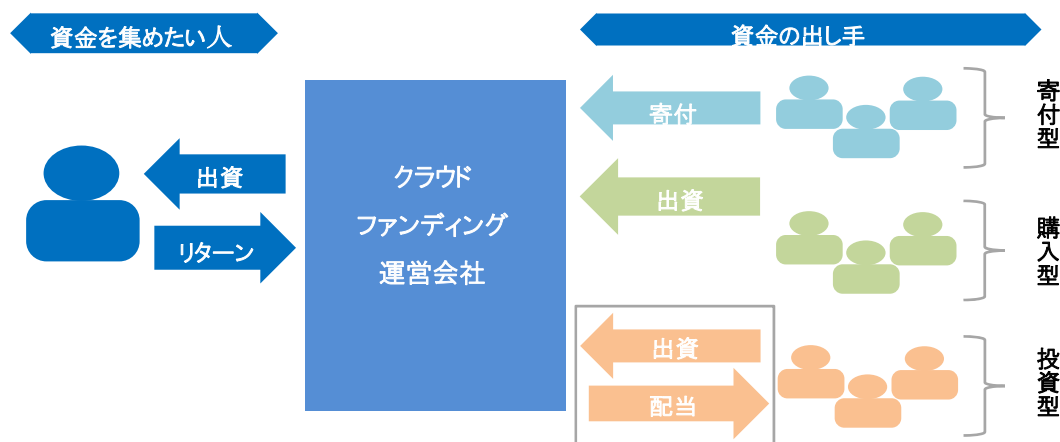 資金を集めたい人
資金の出し手
出資
リターン
クラウド
ファンディング
運営会社
寄付
寄付型
出資
購入型
出資
配当
投資型